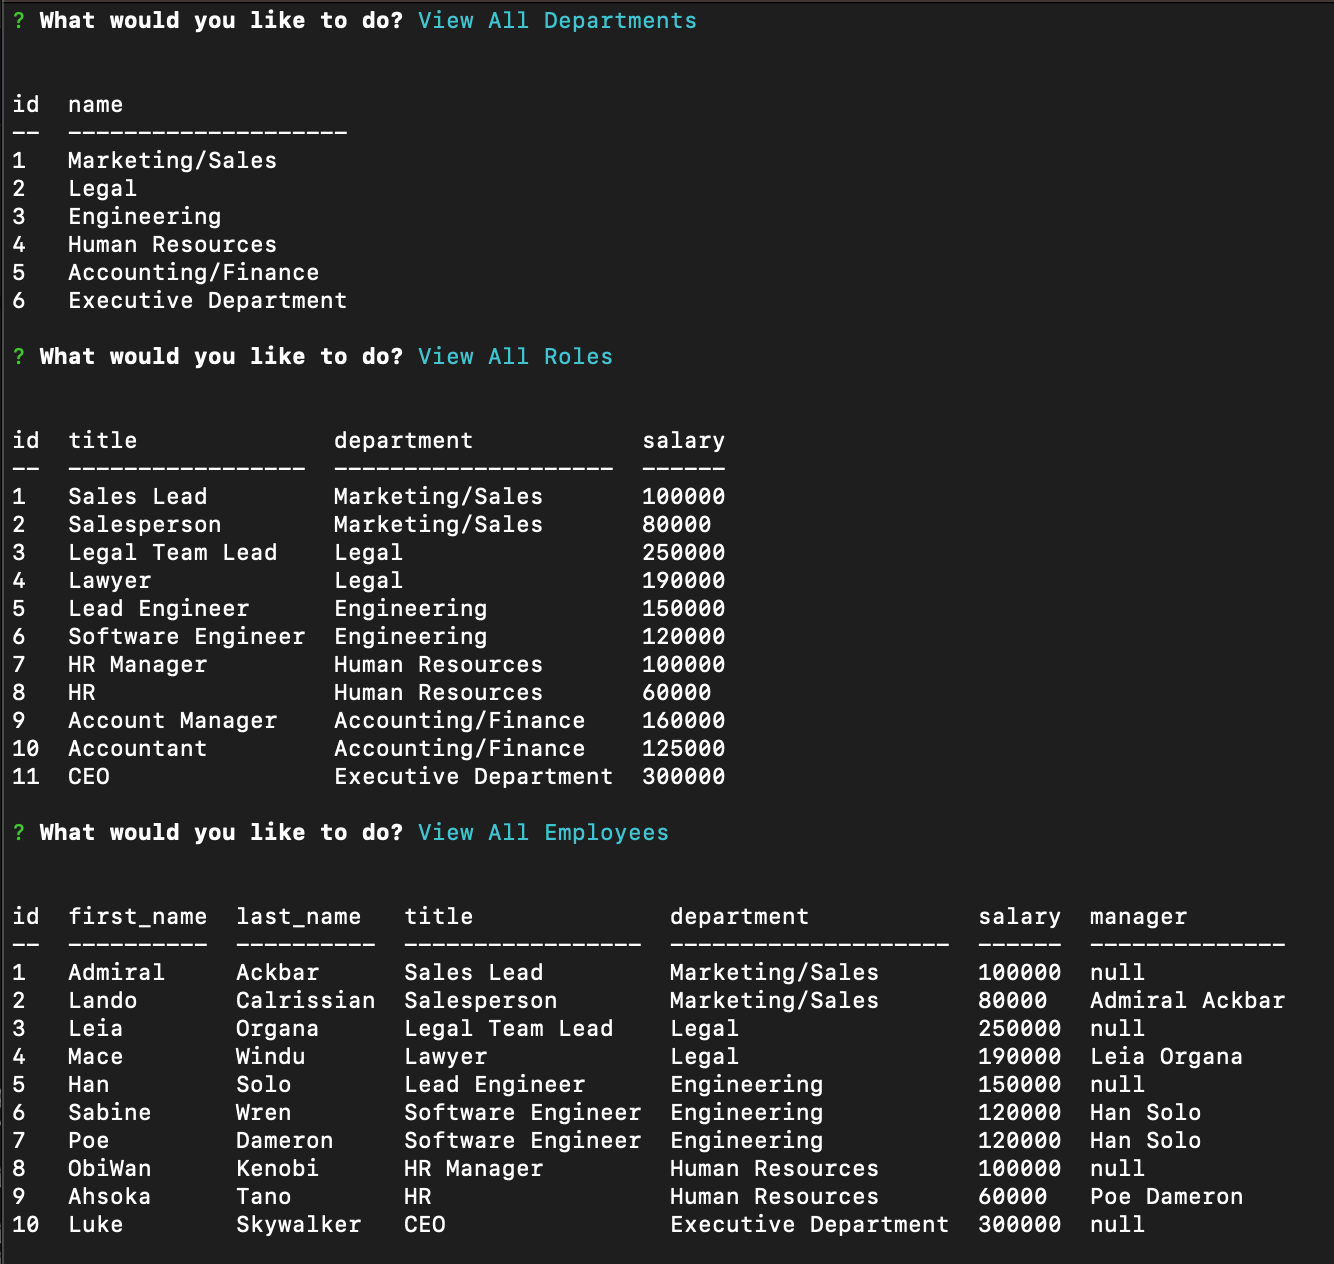 ? What would you like to do? View All Departments
id  name
--  --------------------
1   Marketing/Sales
2   Legal
3   Engineering
4   Human Resources
5   Accounting/Finance
6   Executive Department
? What would you like to do? View All Roles
id  title              department            salary
--  -----------------  --------------------  ------
1   Sales Lead         Marketing/Sales       100000
2   Salesperson        Marketing/Sales       80000
3   Legal Team Lead    Legal                 250000
4   Lawyer             Legal                 190000
5   Lead Engineer      Engineering           150000
6   Software Engineer  Engineering           120000
7   HR Manager         Human Resources       100000
8   HR                 Human Resources       60000
9   Account Manager    Accounting/Finance    160000
10  Accountant         Accounting/Finance    125000
11  CEO                Executive Department  300000
? What would you like to do? View All Employees
id  first_name  last_name   title              department            salary  manager
--  ----------  ----------  -----------------  --------------------  ------  --------------
1   Admiral     Ackbar      Sales Lead         Marketing/Sales       100000  null
2   Lando       Calrissian  Salesperson        Marketing/Sales       80000   Admiral Ackbar
3   Leia        Organa      Legal Team Lead    Legal                 250000  null
4   Mace        Windu       Lawyer             Legal                 190000  Leia Organa
5   Han         Solo        Lead Engineer      Engineering           150000  null
6   Sabine      Wren        Software Engineer  Engineering           120000  Han Solo
7   Poe         Dameron     Software Engineer  Engineering           120000  Han Solo
8   ObiWan      Kenobi      HR Manager         Human Resources       100000  null
9   Ahsoka      Tano        HR                 Human Resources       60000   Poe Dameron
10  Luke        Skywalker   CEO                Executive Department  300000  null